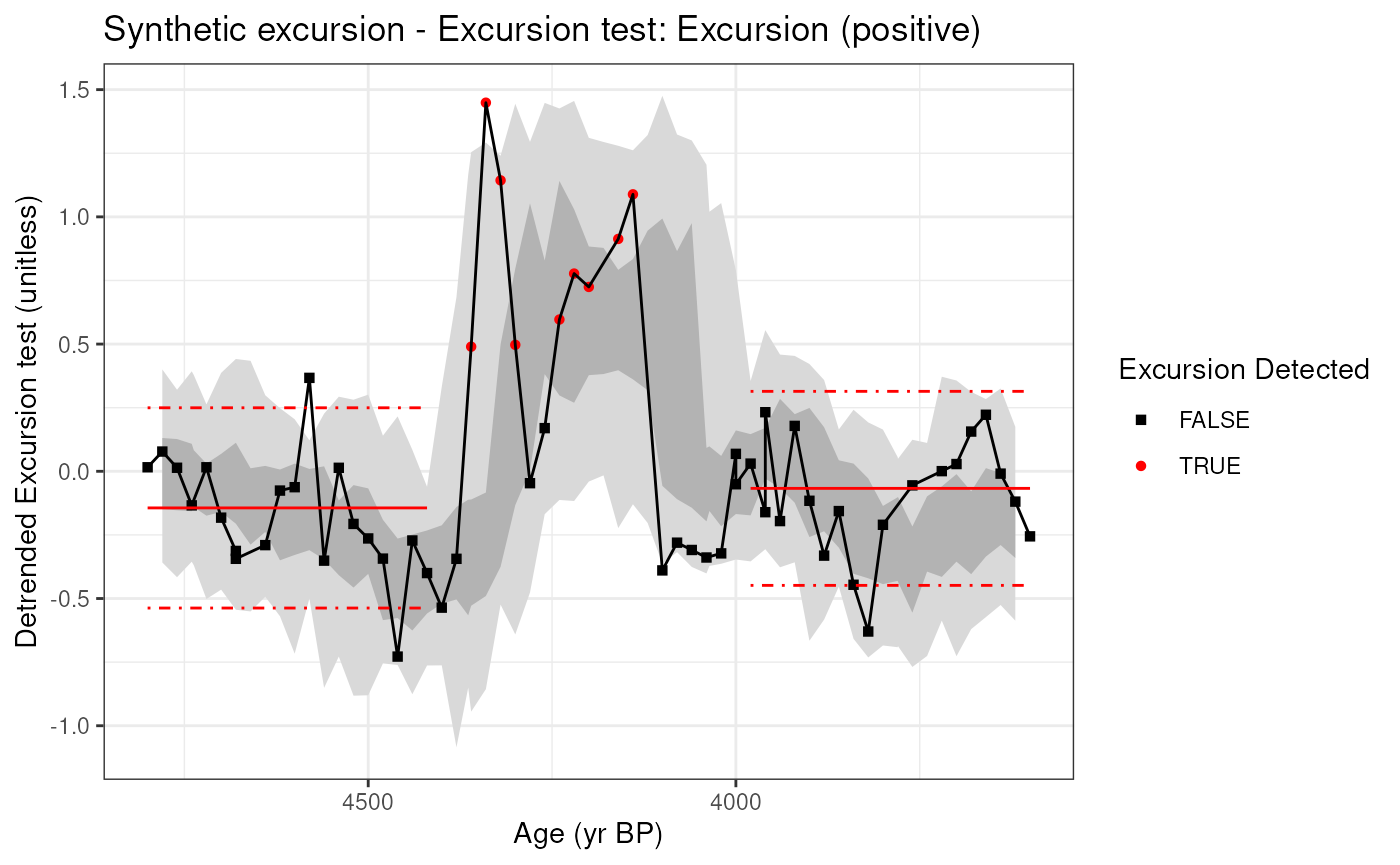 Synthetic excursion - Excursion test: Excursion (positive)
Detrended Excursion test (unitless)
1.5
1.0
0.5
0.0
-0.5
-1.0
4500
4000
Age (yr BP)
Excursion Detected
FALSE
TRUE